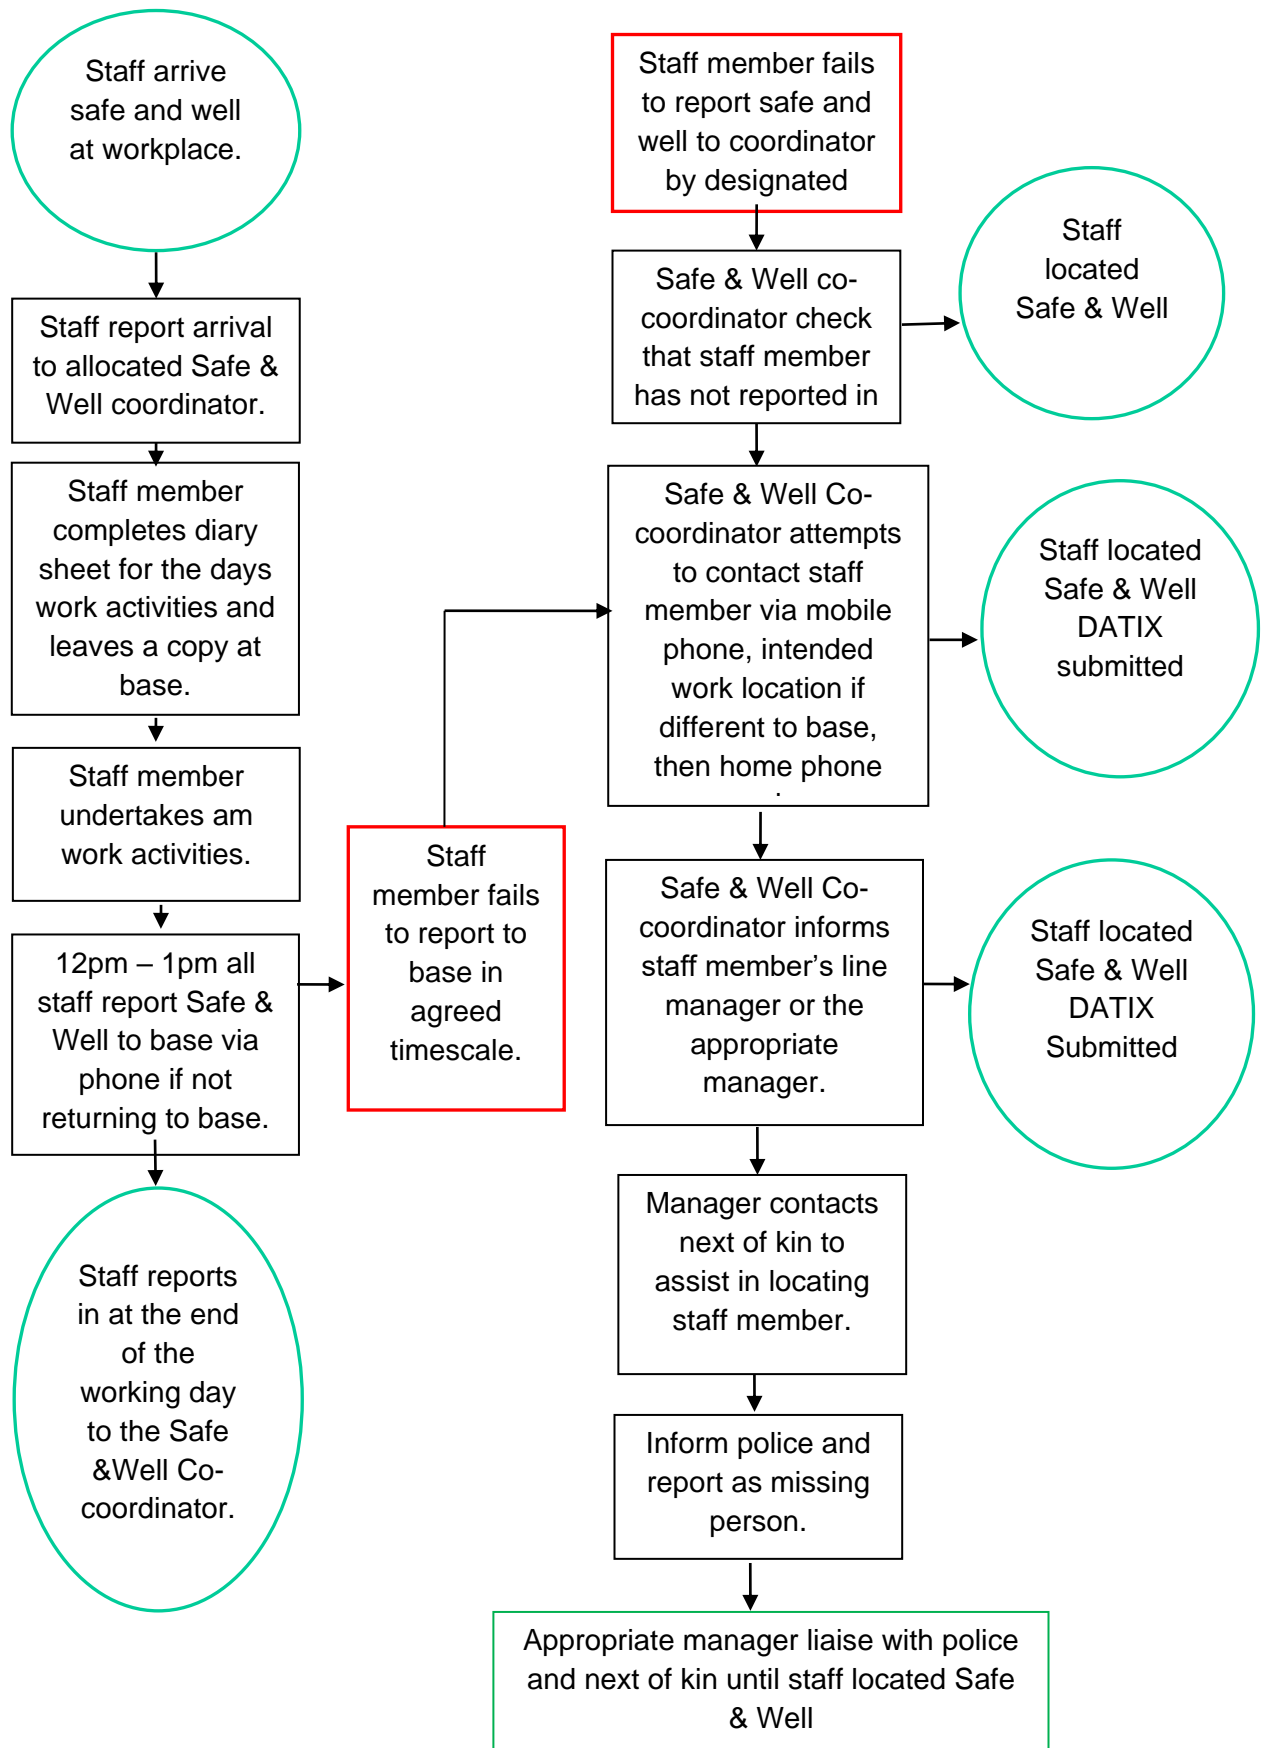 Staff arrive
safe and well
at workplace.
Staff report arrival
to allocated Safe &
Well coordinator.
Staff member
completes diary
sheet for the days
work activities and
leaves a copy at
base.
Staff member
undertakes am
work activities.
12pm – 1pm all
staff report Safe &
Well to base via
phone if not
returning to base.
Staff reports
in at the end
of the
working day
to the Safe
&Well Co-
coordinator.
Staff
member fails
to report to
base in
agreed
timescale.
Staff member fails
to report safe and
well to coordinator
by designated
Safe & Well co-
coordinator check
that staff member
has not reported in
Staff
located
Safe & Well
Safe & Well Co-
coordinator attempts
to contact staff
member via mobile
phone, intended
work location if
different to base,
then home phone
.
Staff located
Safe & Well
DATIX
submitted
Safe & Well Co-
coordinator informs
staff member’s line
manager or the
appropriate
manager.
Staff located
Safe & Well
DATIX
Submitted
Manager contacts
next of kin to
assist in locating
staff member.
Inform police and
report as missing
person.
Appropriate manager liaise with police
and next of kin until staff located Safe
& Well